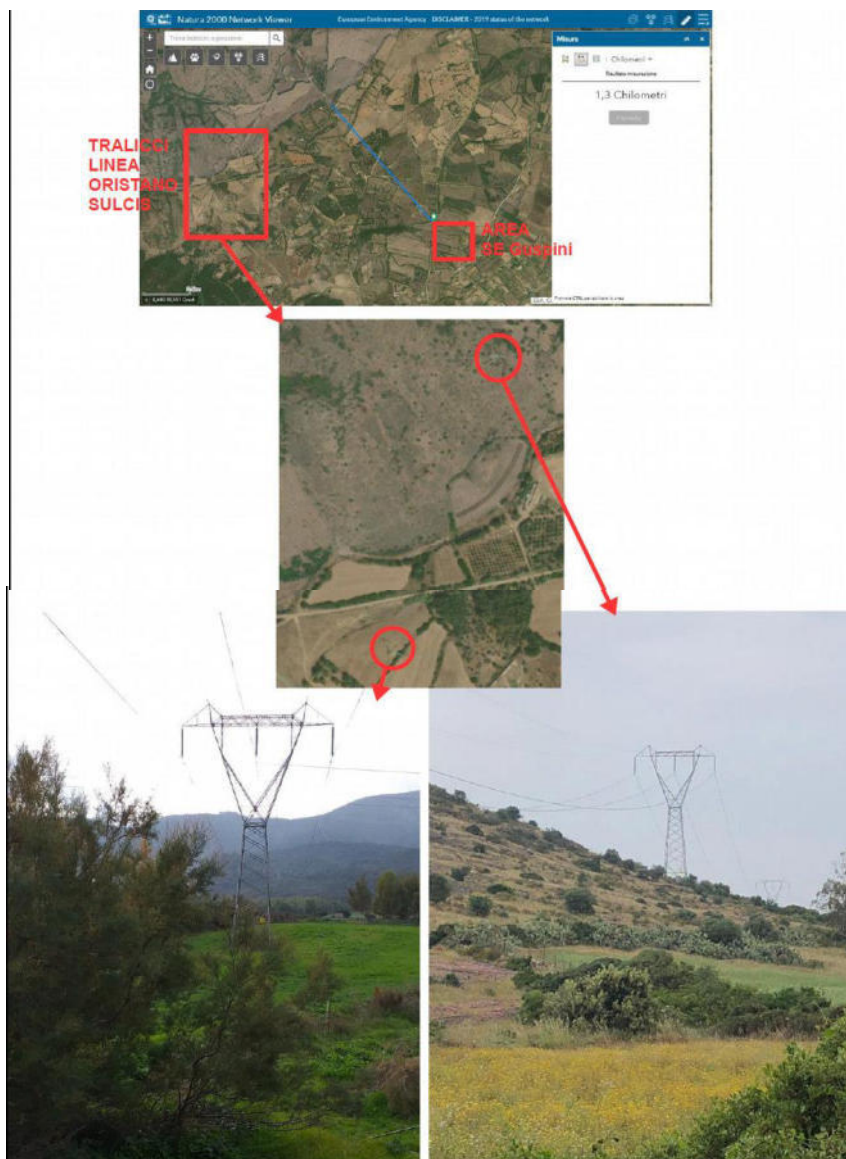 Natura 2000 Network Viewer
European Environment Agency DISCLAIMER - 2019 status of the network
Misura
Chilometri
Risultato misurazione
1,3 Chilometri
TRALICCI
LINEA
ORISTANO
SULCIS
AREA
SE Guspini